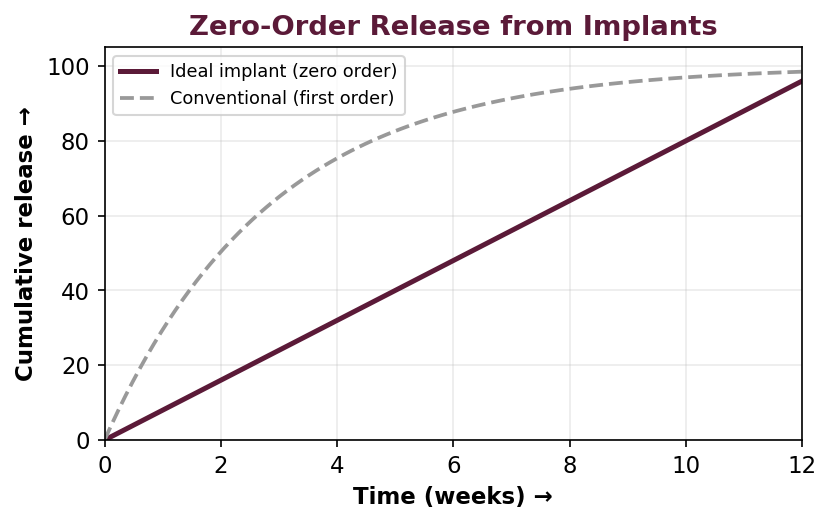 Zero-Order Release from Implants
Ideal implant (zero order)
Conventional (first order)
Cumulative release →
100
80
60
40
20
0
0 2 4 6 8 10 12
Time (weeks) →